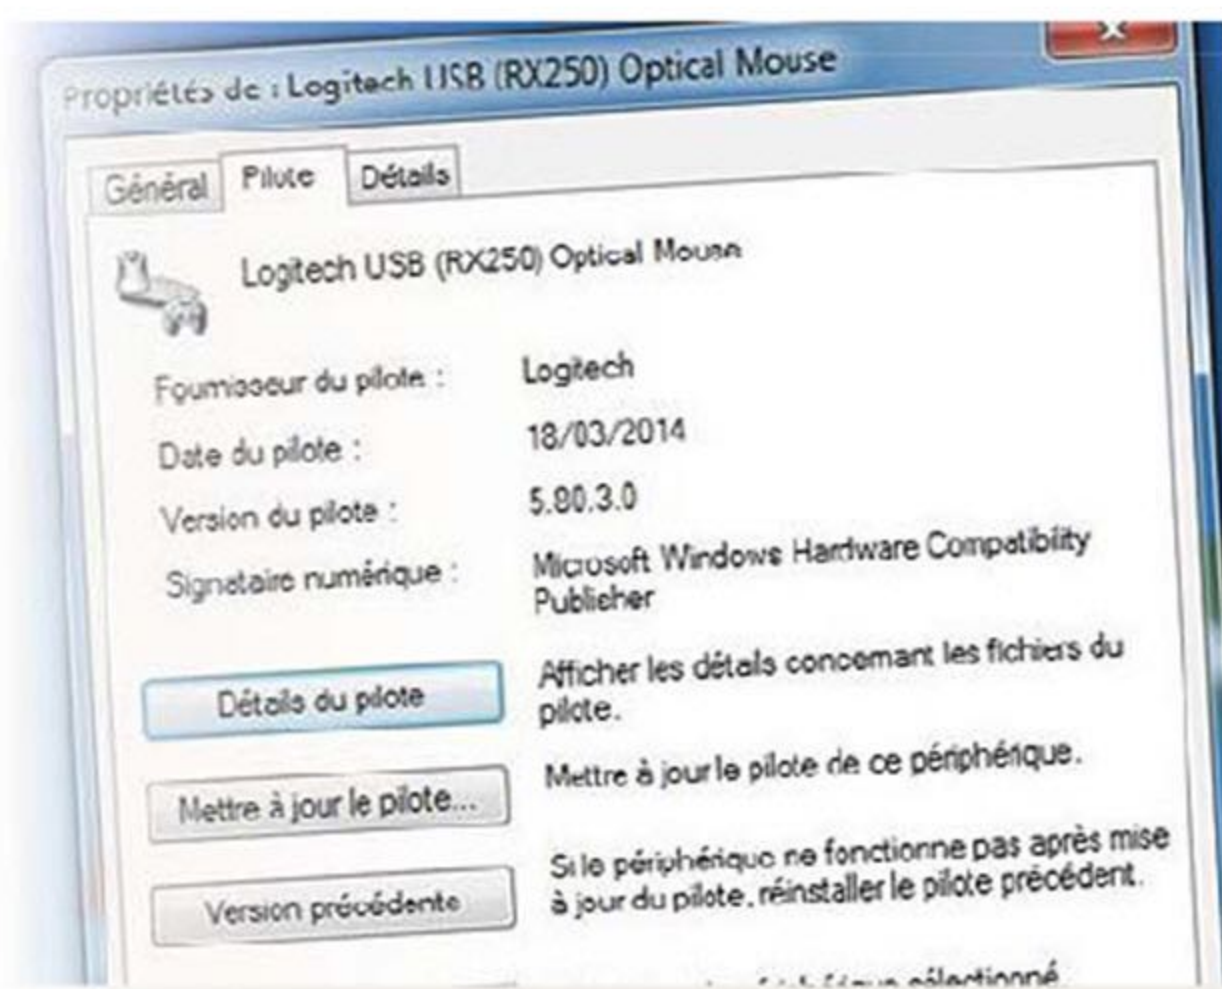 Propriétés de : Logitech USB (RX250) Optical Mouse
Général Pilote Détails
Logitech USB (RX250) Optical Mouse
Fournisseur du pilote : Logitech
Date du pilote : 18/03/2014
Version du pilote : 5.80.3.0
Signataire numérique : Microsoft Windows Hardware Compatibility
Publisher
Détails du pilote
Afficher les détails concernant les fichiers du
pilote.
Mettre à jour le pilote...
Mettre à jour le pilote de ce périphérique.
Version précédente
Si le périphérique ne fonctionne pas après mise
à jour du pilote, réinstaller le pilote précédent.
périphérique sélectionné